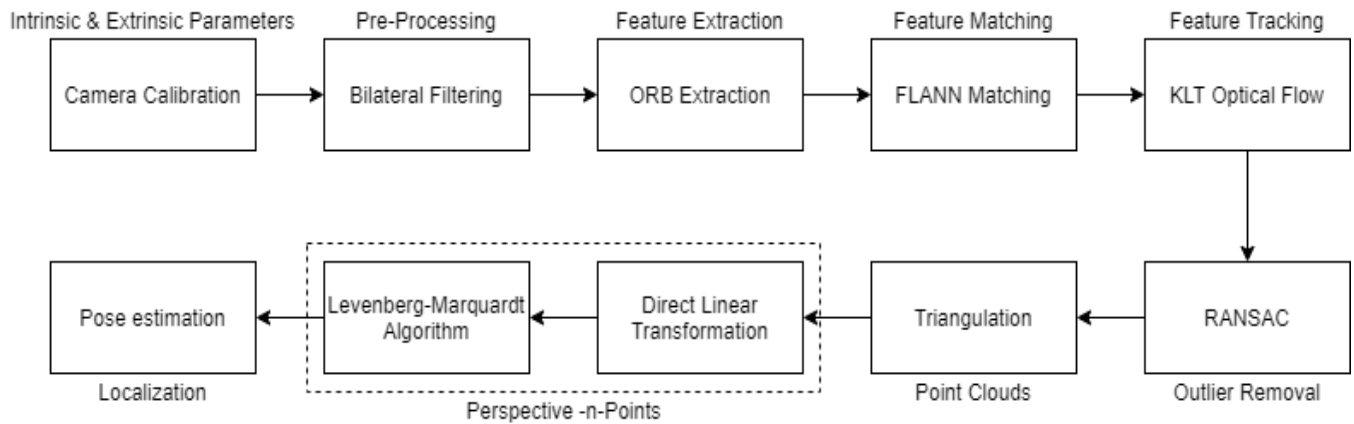 Intrinsic & Extrinsic Parameters
Pre-Processing
Feature Extraction
Feature Matching
Feature Tracking
Camera Calibration
Bilateral Filtering
ORB Extraction
FLANN Matching
KLT Optical Flow
Pose estimation
Levenberg-Marquardt
Algorithm
Direct Linear
Transformation
Triangulation
RANSAC
Localization
Perspective -n-Points
Point Clouds
Outlier Removal